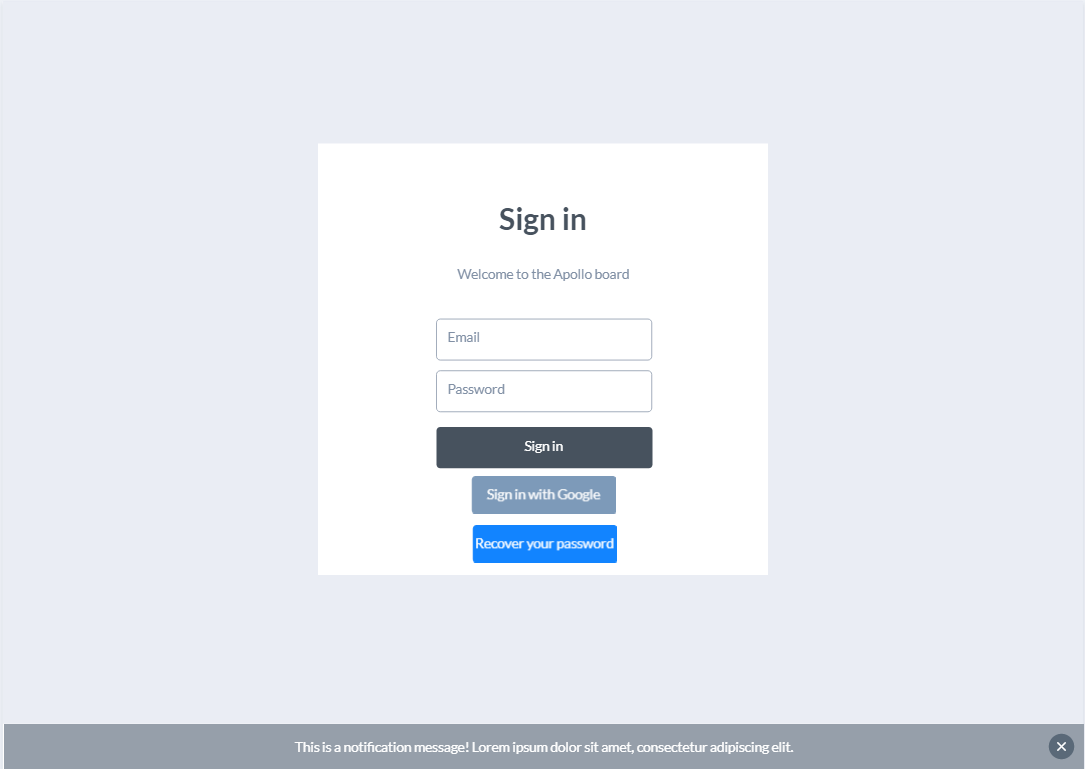 Sign in
Welcome to the Apollo board
Email
Password
Sign in
Sign in with Google
Recover your password
This is a notification message! Lorem ipsum dolor sit amet, consectetur adipiscing elit.